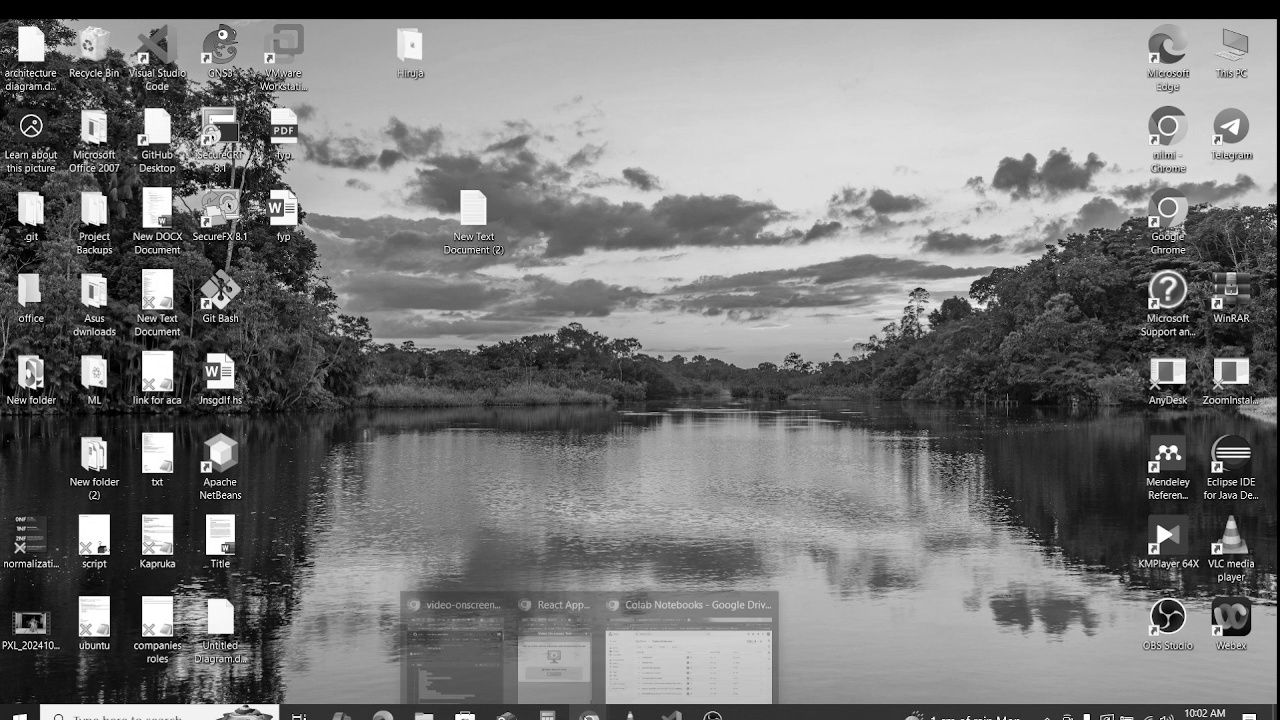 architecture
diagram.d...
Recycle Bin
Visual Studio
Code
GNS3
VMware
Workstati...
Hiruja
Microsoft
Edge
This PC
Learn about
this picture
Microsoft
Office 2007
GitHub
Desktop
SecureCRT
8.1
PDF
fyp
nilmi -
Chrome
Telegram
.git
Project
Backups
New DOCX
Document
SecureFX 8.1
fyp
New Text
Document (2)
Google
Chrome
office
Asus
dwnloads
New Text
Document
Git Bash
Microsoft
Support an...
WinRAR
New folder
ML
link for aca
Jnsgdlf.hs
AnyDesk
ZoomInstal...
New folder
(2)
txt
Apache
NetBeans
Mendeley
Referen...
Eclipse IDE
for Java De...
normalizati...
script
Kapruka
Title
KMPlayer 64X
VLC media
player
PXL_202410...
ubuntu
companies
roles
Untitled
Diagram.d...
video-onscreen...
React App...
Colab Notebooks - Google Driv...
OBS Studio
Webex
Type here to search
10:02 AM